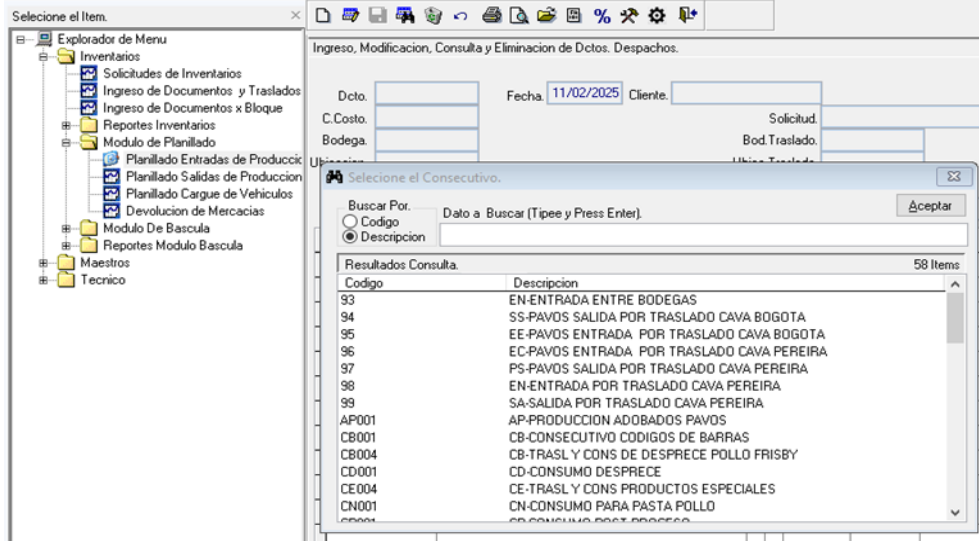 Selecione el Item.
Explorador de Menu
Inventarios
Solicitudes de Inventarios
Ingreso de Documentos y Traslados
Ingreso de Documentos x Bloque
Reportes Inventarios
Modulo de Planillado
Planillado Entradas de Produccic
Planillado Salidas de Produccion
Planillado Cargue de Vehiculos
Devolucion de Mercacias
Modulo De Bascula
Reportes Modulo Bascula
Maestros
Tecnico
Ingreso, Modificacion, Consulta y Eliminacion de Dctos. Despachos.
Dcto. Fecha. 11/02/2025 Cliente.
C.Costo. Solicitud.
Bodega. Bod.Traslado.
Selecione el Consecutivo.
Buscar Por.
Codigo
Descripcion
Dato a Buscar (Tipee y Press Enter).
Aceptar
Resultados Consulta. 58 Items
Codigo Descripcion
93 EN-ENTRADA ENTRE BODEGAS
94 SS-PAVOS SALIDA POR TRASLADO CAVA BOGOTA
95 EE-PAVOS ENTRADA POR TRASLADO CAVA BOGOTA
96 EC-PAVOS ENTRADA POR TRASLADO CAVA PEREIRA
97 PS-PAVOS SALIDA POR TRASLADO CAVA PEREIRA
98 EN-ENTRADA POR TRASLADO CAVA PEREIRA
99 SA-SALIDA POR TRASLADO CAVA PEREIRA
AP001 AP-PRODUCCION ADOBADOS PAVOS
CB001 CB-CONSECUTIVO CODIGOS DE BARRAS
CB004 CB-TRASL Y CONS DE DESPRECE POLLO FRISBY
CD001 CD-CONSUMO DESPRECE
CE004 CE-TRASL Y CONS PRODUCTOS ESPECIALES
CN001 CN-CONSUMO PARA PASTA POLLO